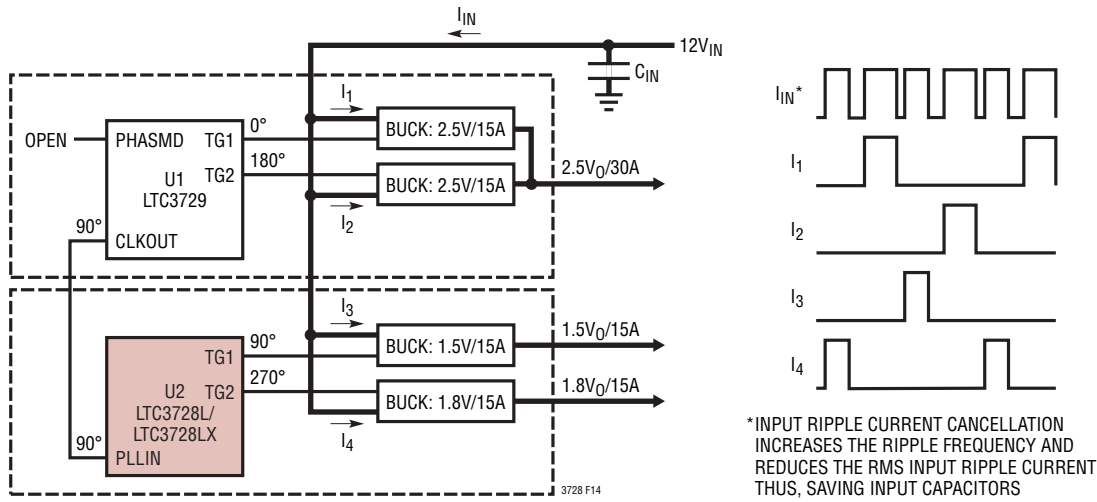 I_IN
12V_IN
C_IN
I_1
BUCK: 2.5V/15A
OPEN
PHASMD
TG1
0°
180°
TG2
U1
LTC3729
BUCK: 2.5V/15A
2.5V_O/30A
90°
CLKOUT
I_2
I_3
BUCK: 1.5V/15A
1.5V_O/15A
TG1
90°
U2
TG2
270°
LTC3728L/
LTC3728LX
BUCK: 1.8V/15A
1.8V_O/15A
90°
PLLIN
I_4
3728 F14
I_IN*
I_1
I_2
I_3
I_4
*INPUT RIPPLE CURRENT CANCELLATION
INCREASES THE RIPPLE FREQUENCY AND
REDUCES THE RMS INPUT RIPPLE CURRENT
THUS, SAVING INPUT CAPACITORS